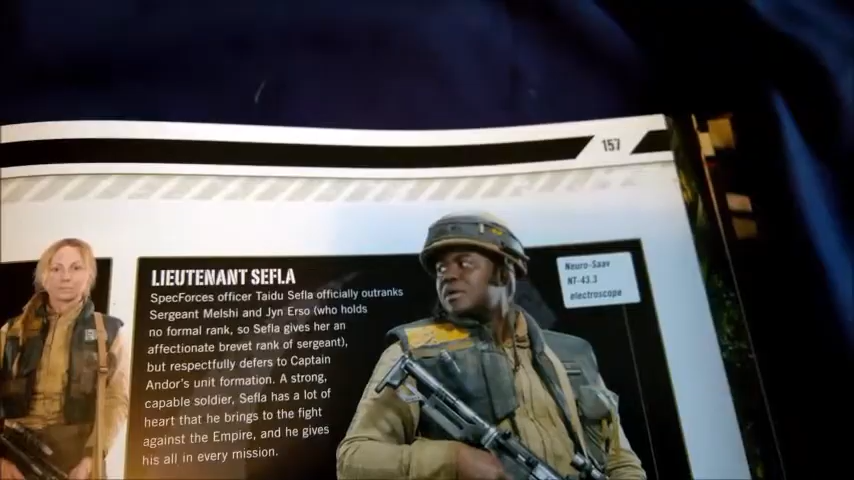 157
LIEUTENANT SEFLA
SpecForces officer Taidu Sefla officially outranks
Sergeant Melshi and Jyn Erso (who holds
no formal rank, so Sefla gives her an
affectionate brevet rank of sergeant),
but respectfully defers to Captain
Andor's unit formation. A strong,
capable soldier, Sefla has a lot of
heart that he brings to the fight
against the Empire, and he gives
his all in every mission.
Neuro-Saav
NT-43.3
electroscope